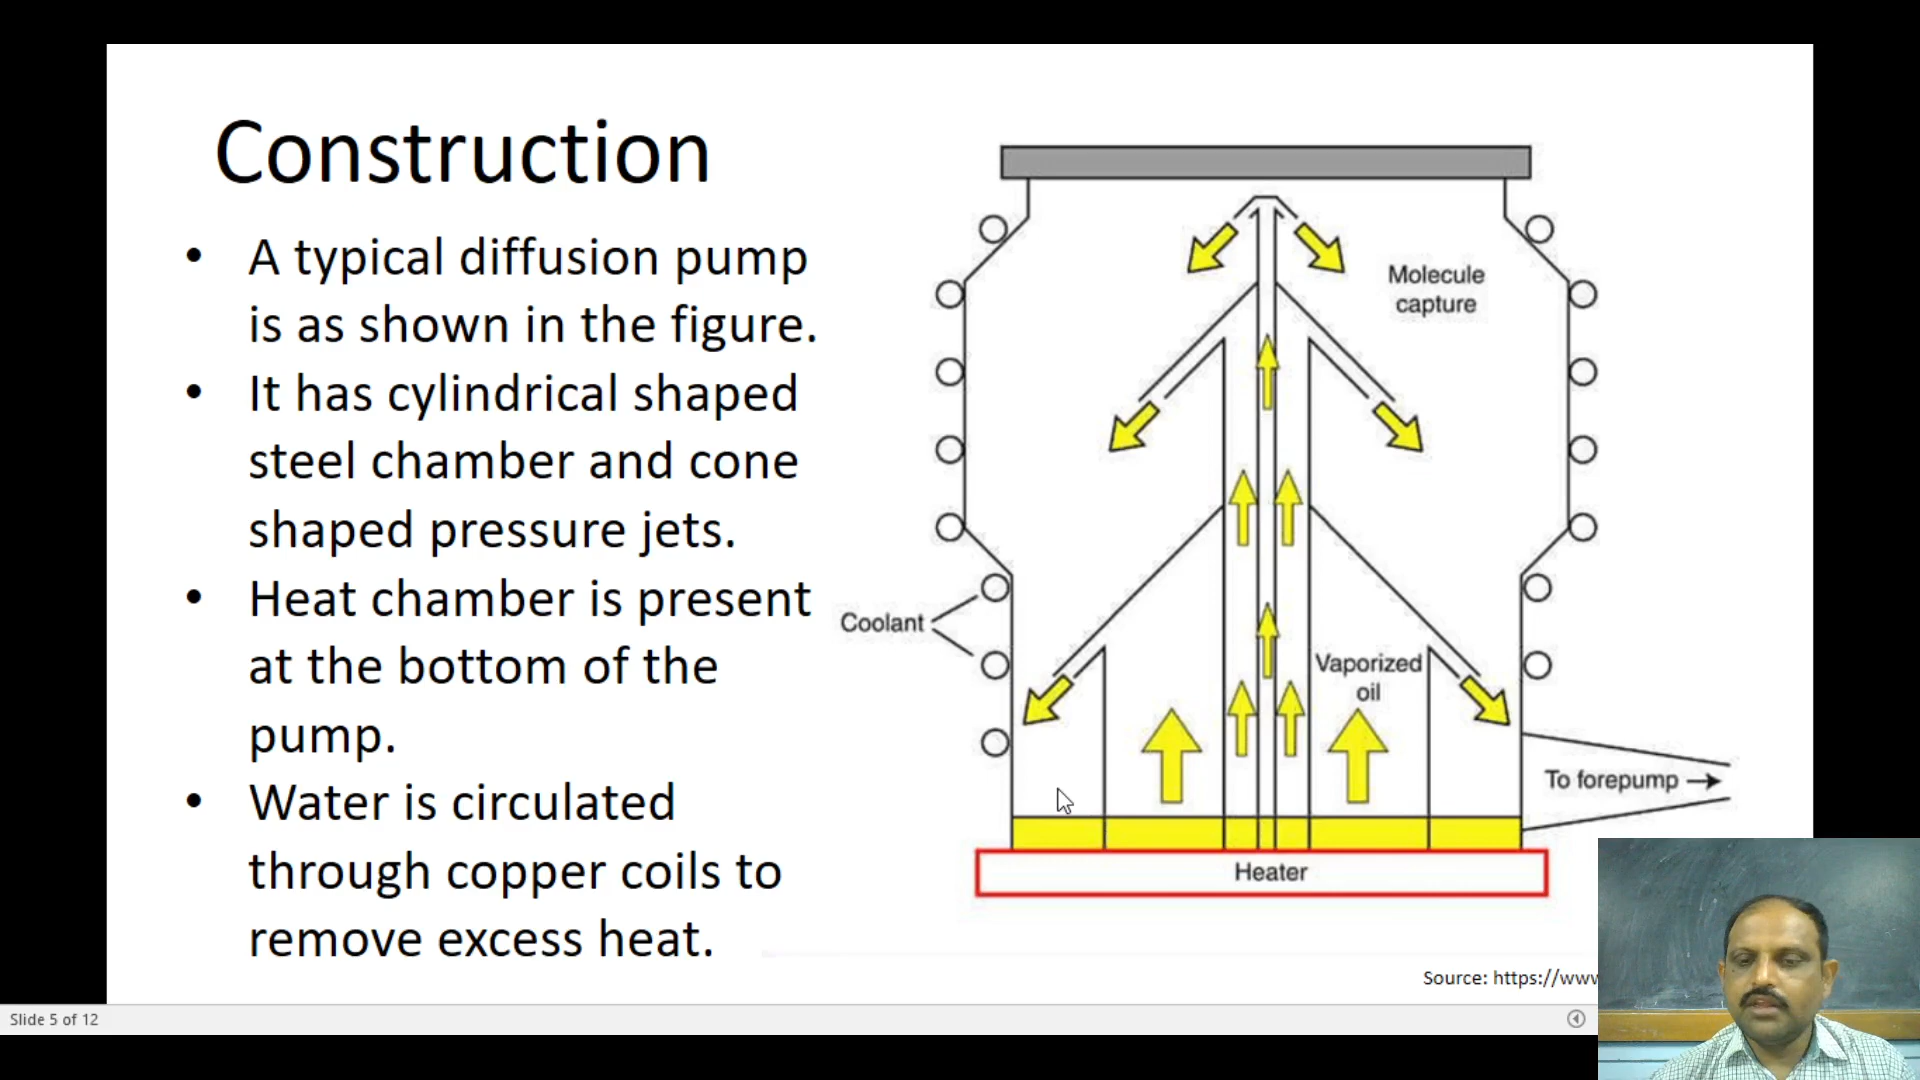 Construction
• A typical diffusion pump
is as shown in the figure.
• It has cylindrical shaped
steel chamber and cone
shaped pressure jets.
• Heat chamber is present
at the bottom of the
pump.
• Water is circulated
through copper coils to
remove excess heat.
Molecule
capture
Coolant
Vaporized
oil
To forepump
Heater
Source: https://www
Slide 5 of 12